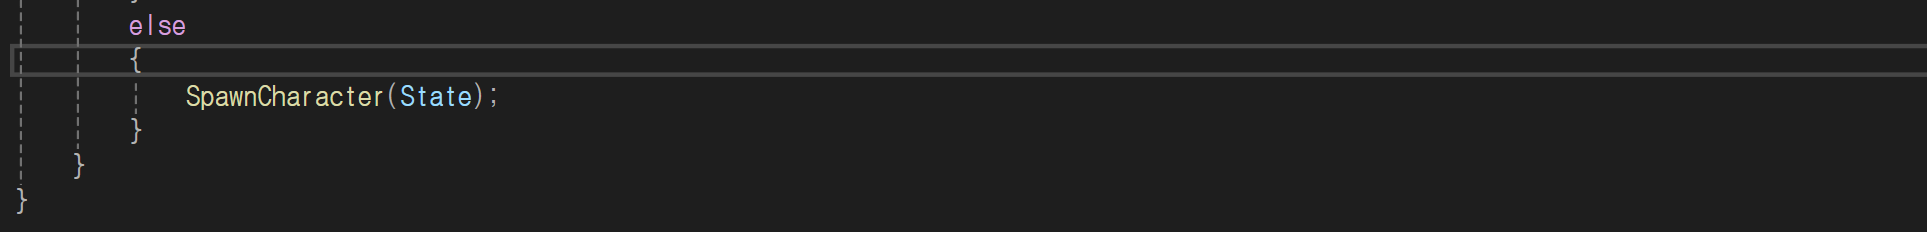 else
{
SpawnCharacter(State);
}
}
}